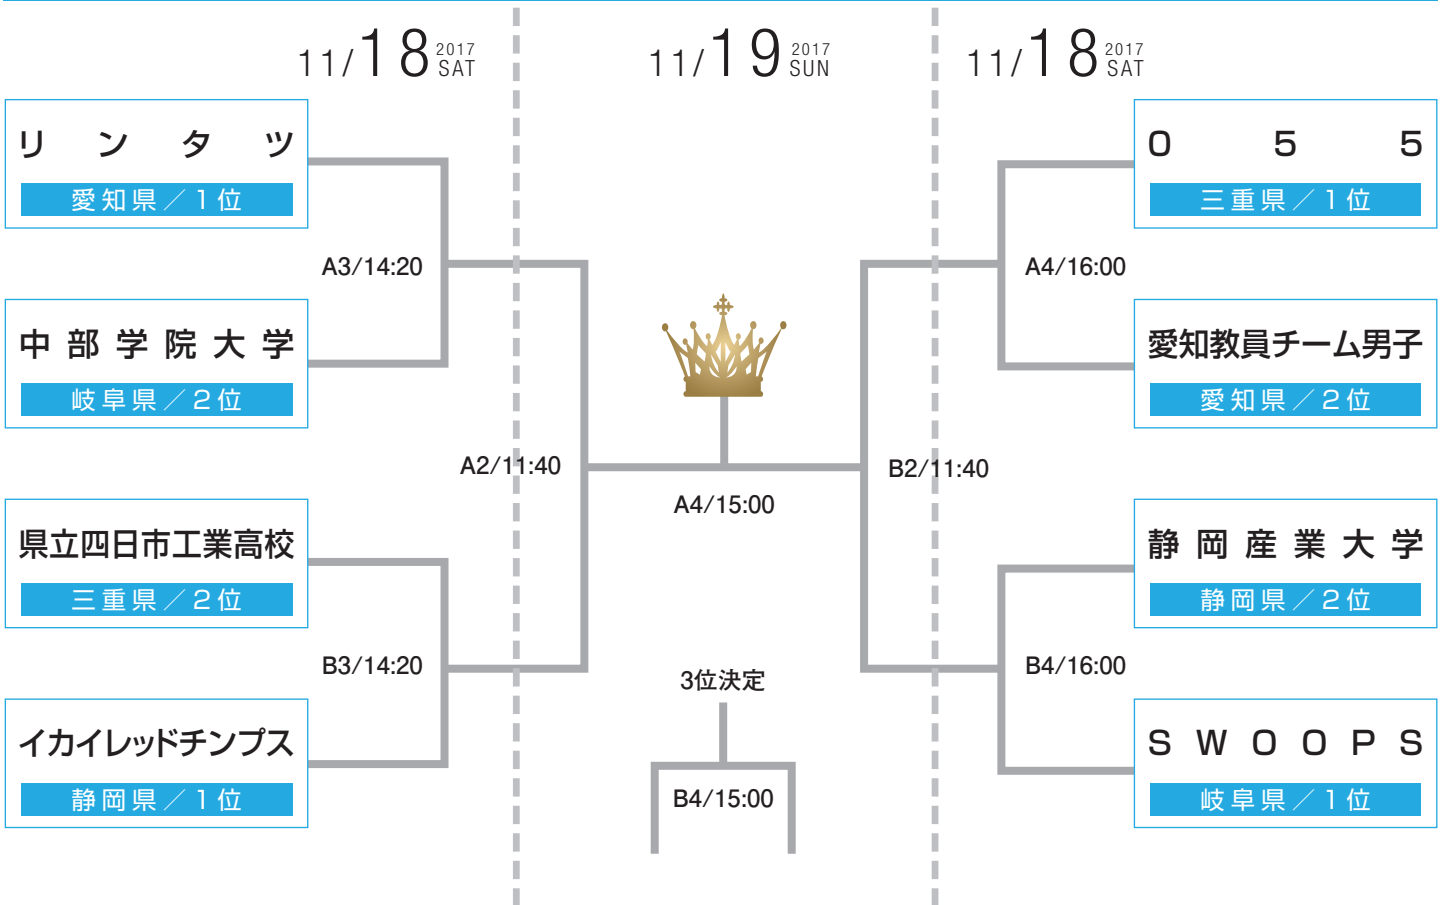 11/18 2017 SAT
11/19 2017 SUN
11/18 2017 SAT
リンタツ
愛知県／1位
A3/14:20
中部学院大学
岐阜県／2位
A2/11:40
県立四日市工業高校
三重県／2位
B3/14:20
イカイレッドチンプス
静岡県／1位
A4/15:00
3位決定
B4/15:00
055
三重県／1位
A4/16:00
愛知教員チーム男子
愛知県／2位
B2/11:40
静岡産業大学
静岡県／2位
B4/16:00
SWOOPS
岐阜県／1位